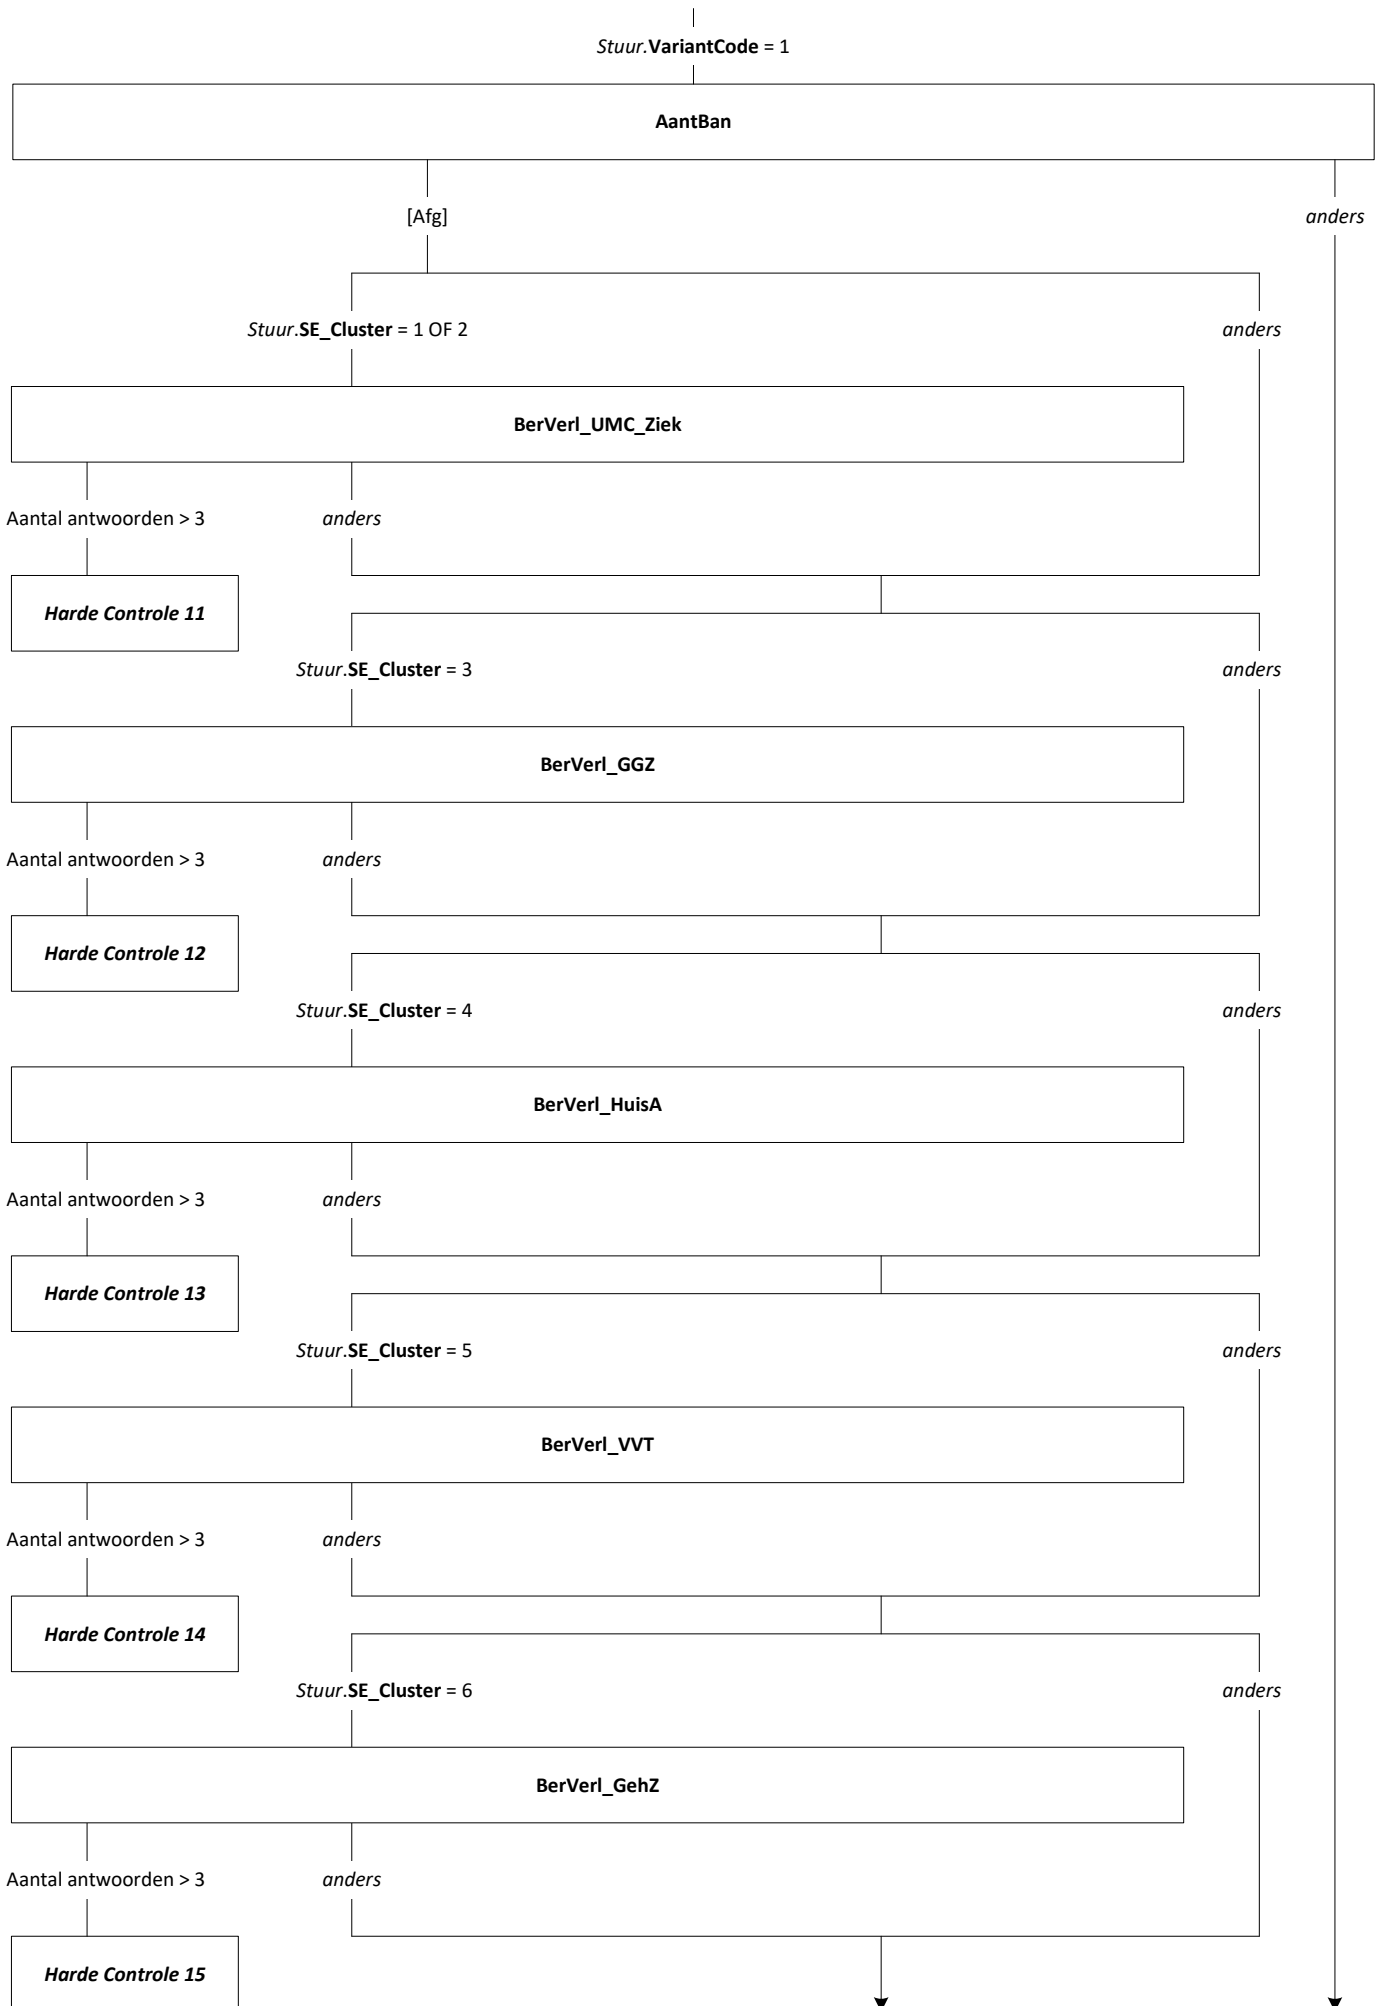 Stuur.VariantCode = 1
AantBan
[Afg]
anders
Stuur.SE_Cluster = 1 OF 2
anders
BerVerl_UMC_Ziek
Aantal antwoorden > 3
anders
Harde Controle 11
Stuur.SE_Cluster = 3
anders
BerVerl_GGZ
Aantal antwoorden > 3
anders
Harde Controle 12
Stuur.SE_Cluster = 4
anders
BerVerl_HuisA
Aantal antwoorden > 3
anders
Harde Controle 13
Stuur.SE_Cluster = 5
anders
BerVerl_VVT
Aantal antwoorden > 3
anders
Harde Controle 14
Stuur.SE_Cluster = 6
anders
BerVerl_GehZ
Aantal antwoorden > 3
anders
Harde Controle 15